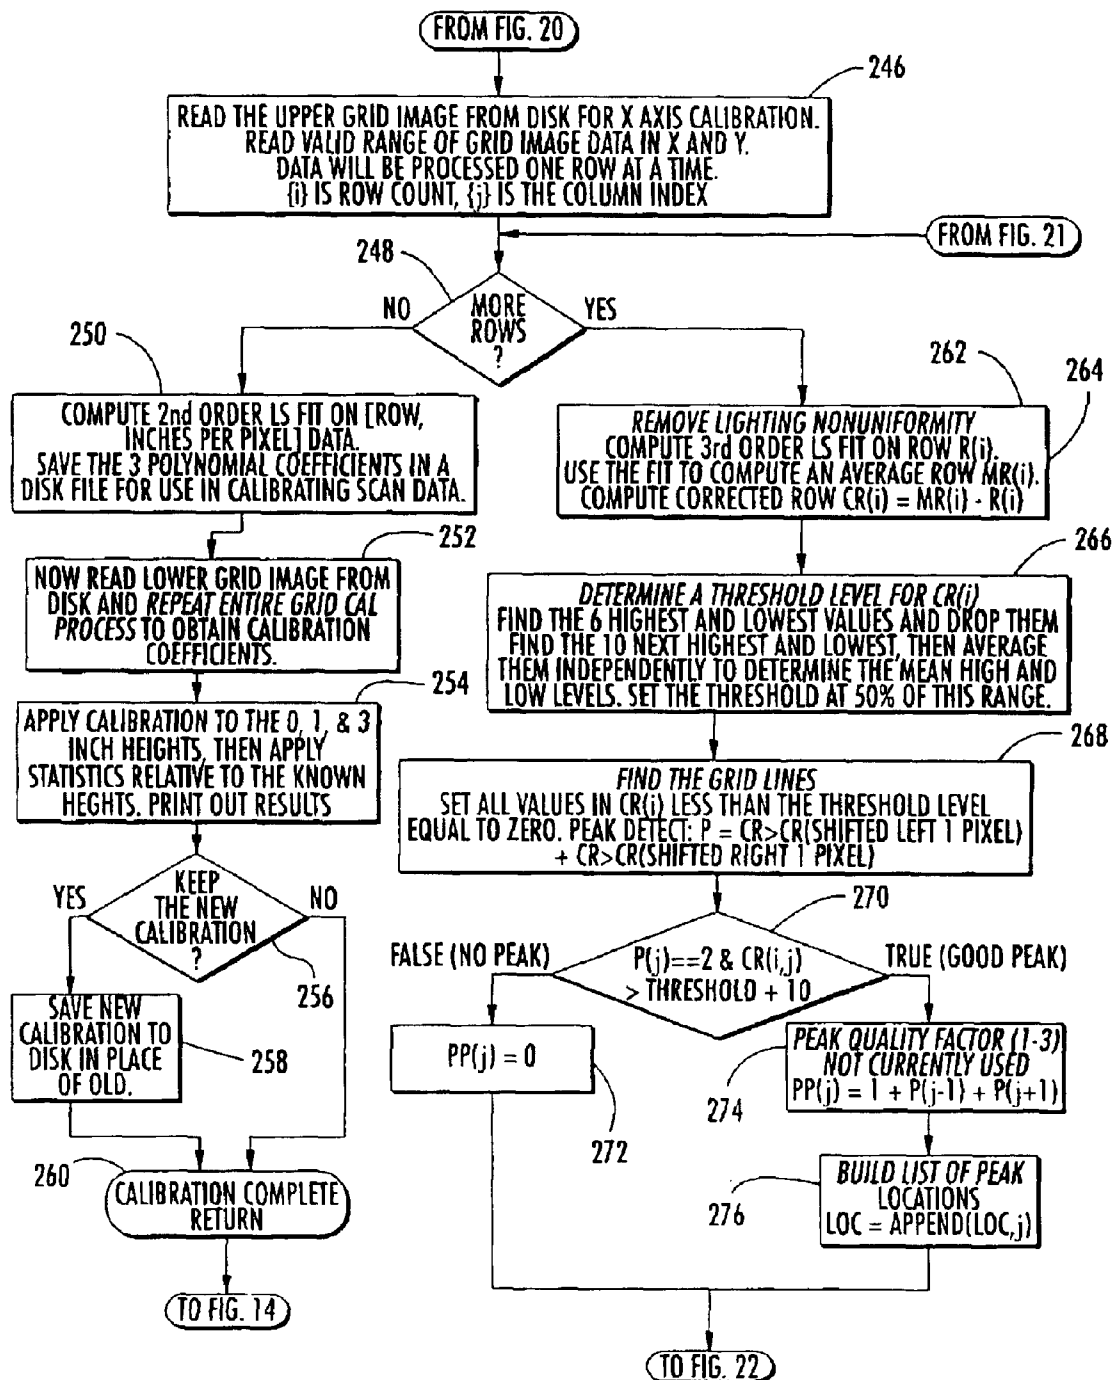 FROM FIG. 20
246
READ THE UPPER GRID IMAGE FROM DISK FOR X AXIS CALIBRATION.
READ VALID RANGE OF GRID IMAGE DATA IN X AND Y.
DATA WILL BE PROCESSED ONE ROW AT A TIME.
{i} IS ROW COUNT, {j} IS THE COLUMN INDEX
FROM FIG. 21
248
NO
MORE
ROWS
?
YES
250
COMPUTE 2nd ORDER LS FIT ON [ROW,
INCHES PER PIXEL] DATA.
SAVE THE 3 POLYNOMIAL COEFFICIENTS IN A
DISK FILE FOR USE IN CALIBRATING SCAN DATA.
252
NOW READ LOWER GRID IMAGE FROM
DISK AND REPEAT ENTIRE GRID CAL
PROCESS TO OBTAIN CALIBRATION
COEFFICIENTS.
254
APPLY CALIBRATION TO THE 0, 1, & 3
INCH HEIGHTS, THEN APPLY
STATISTICS RELATIVE TO THE KNOWN
HEGHTS. PRINT OUT RESULTS
YES
KEEP
THE NEW
CALIBRATION
?
NO
256
SAVE NEW
CALIBRATION TO
DISK IN PLACE
OF OLD.
258
260
CALIBRATION COMPLETE
RETURN
TO FIG. 14
262
264
REMOVE LIGHTING NONUNIFORMITY
COMPUTE 3rd ORDER LS FIT ON ROW R(i).
USE THE FIT TO COMPUTE AN AVERAGE ROW MR(i).
COMPUTE CORRECTED ROW CR(i) = MR(i) - R(i)
266
DETERMINE A THRESHOLD LEVEL FOR CR(i)
FIND THE 6 HIGHEST AND LOWEST VALUES AND DROP THEM
FIND THE 10 NEXT HIGHEST AND LOWEST, THEN AVERAGE
THEM INDEPENDENTLY TO DETERMINE THE MEAN HIGH AND
LOW LEVELS. SET THE THRESHOLD AT 50% OF THIS RANGE.
268
FIND THE GRID LINES
SET ALL VALUES IN CR(i) LESS THAN THE THRESHOLD LEVEL
EQUAL TO ZERO. PEAK DETECT: P = CR>CR(SHIFTED LEFT 1 PIXEL)
+ CR>CR(SHIFTED RIGHT 1 PIXEL)
270
FALSE (NO PEAK)
P(j)==2 & CR(i,j)
> THRESHOLD + 10
TRUE (GOOD PEAK)
PP(j) = 0
272
PEAK QUALITY FACTOR (1-3)
NOT CURRENTLY USED
PP(j) = 1 + P(j-1) + P(j+1)
274
BUILD LIST OF PEAK
LOCATIONS
LOC = APPEND(LOC,j)
276
TO FIG. 22